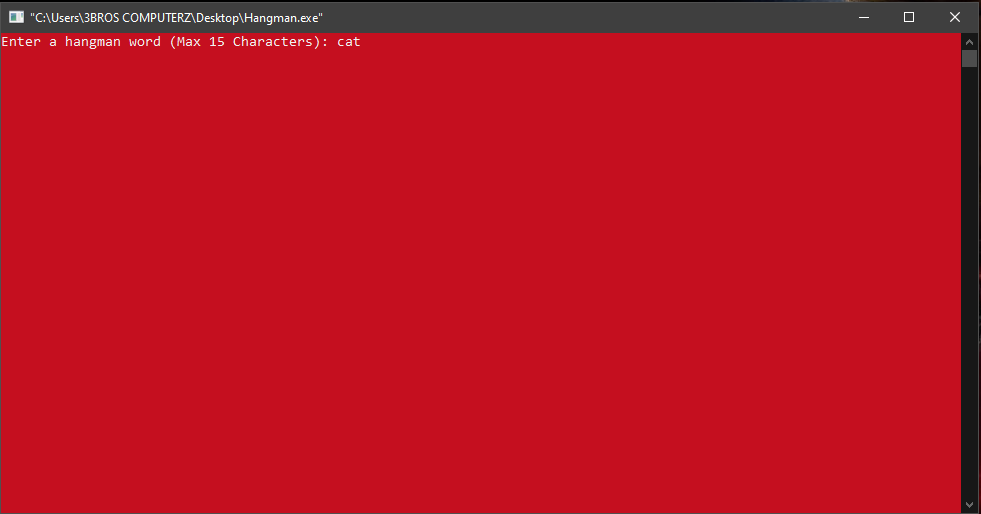 "C:\Users\3BROS COMPUTERZ\Desktop\Hangman.exe"
Enter a hangman word (Max 15 Characters): cat